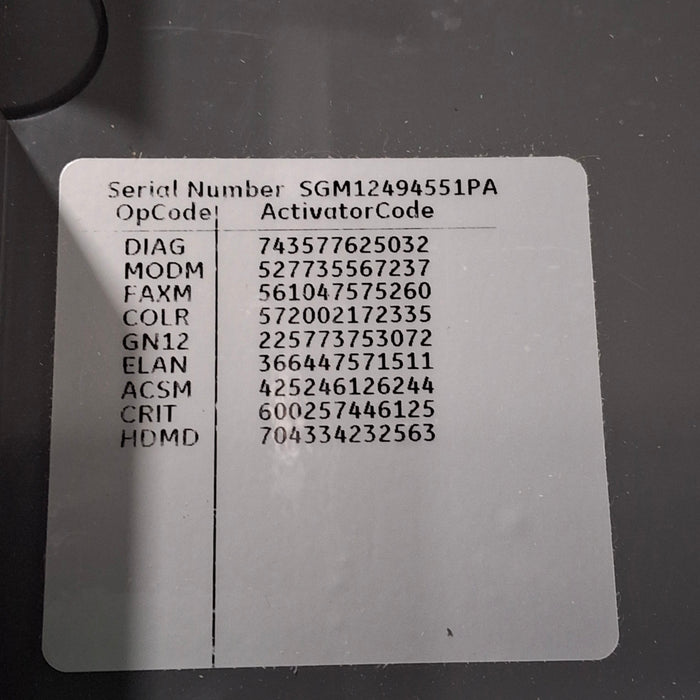 Serial Number SGM12494551PA
OpCode ActivatorCode
DIAG 743577625032
MODM 527735567237
FAXM 561047575260
COLR 572002172335
GN12 225773753072
ELAN 366447571511
ACSM 425246126244
CRIT 600257446125
HDMD 704334232563